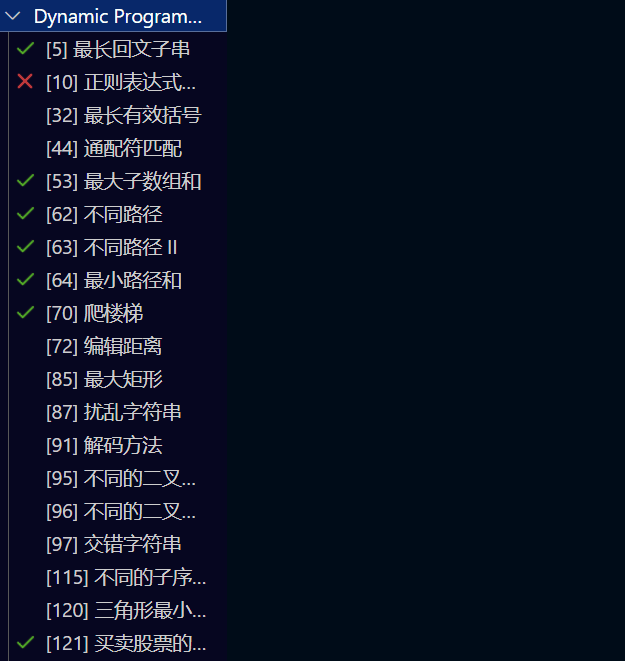 Dynamic Program...
[5] 最长回文子串
[10] 正则表达式...
[32] 最长有效括号
[44] 通配符匹配
[53] 最大子数组和
[62] 不同路径
[63] 不同路径 II
[64] 最小路径和
[70] 爬楼梯
[72] 编辑距离
[85] 最大矩形
[87] 扰乱字符串
[91] 解码方法
[95] 不同的二叉...
[96] 不同的二叉...
[97] 交错字符串
[115] 不同的子序...
[120] 三角形最小...
[121] 买卖股票的...